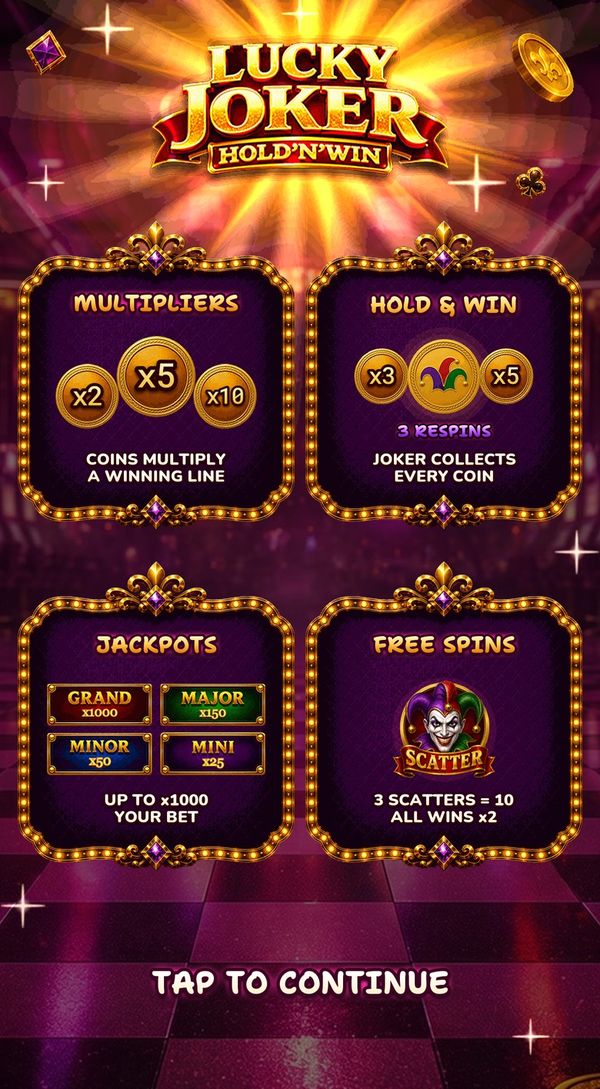 LUCKY
JOKER
HOLD'N'WIN
MULTIPLIERS
x2 x5 x10
COINS MULTIPLY
A WINNING LINE
HOLD & WIN
x3 x5
3 RESPINS
JOKER COLLECTS
EVERY COIN
JACKPOTS
GRAND
x1000
MAJOR
x150
MINOR
x50
MINI
x25
UP TO x1000
YOUR BET
FREE SPINS
SCATTER
3 SCATTERS = 10
ALL WINS x2
TAP TO CONTINUE